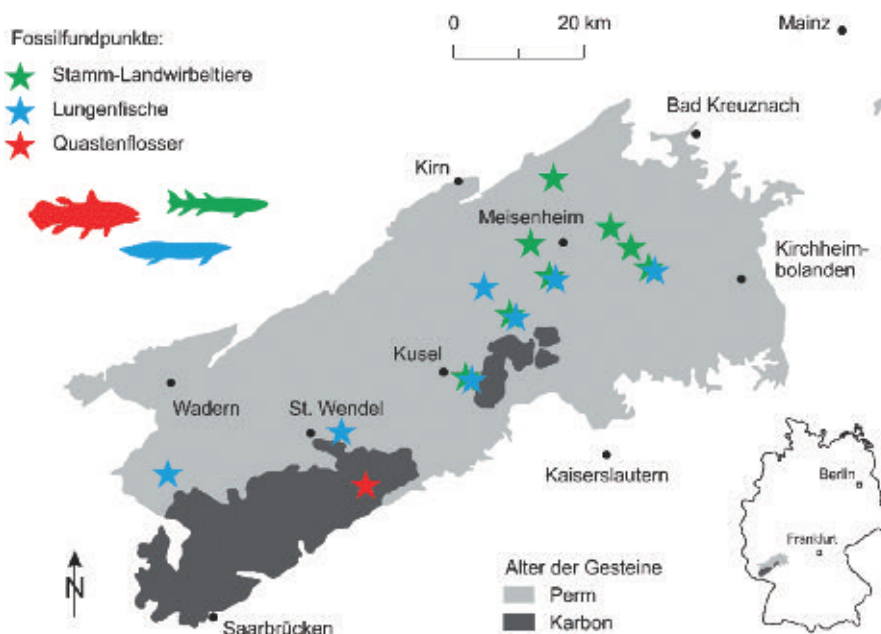 Fossilfundpunkte:
Stamm-Landwirbeltiere
Lungenfische
Quastenflosser
0 20 km
Mainz
Bad Kreuznach
Kirn
Meisenheim
Kirchheim-
bolanden
Kusel
Wadern
St. Wendel
Kaiserslautern
Berlin
Frankfurt
N
Saarbrücken
Alter der Gesteine
Perm
Karbon